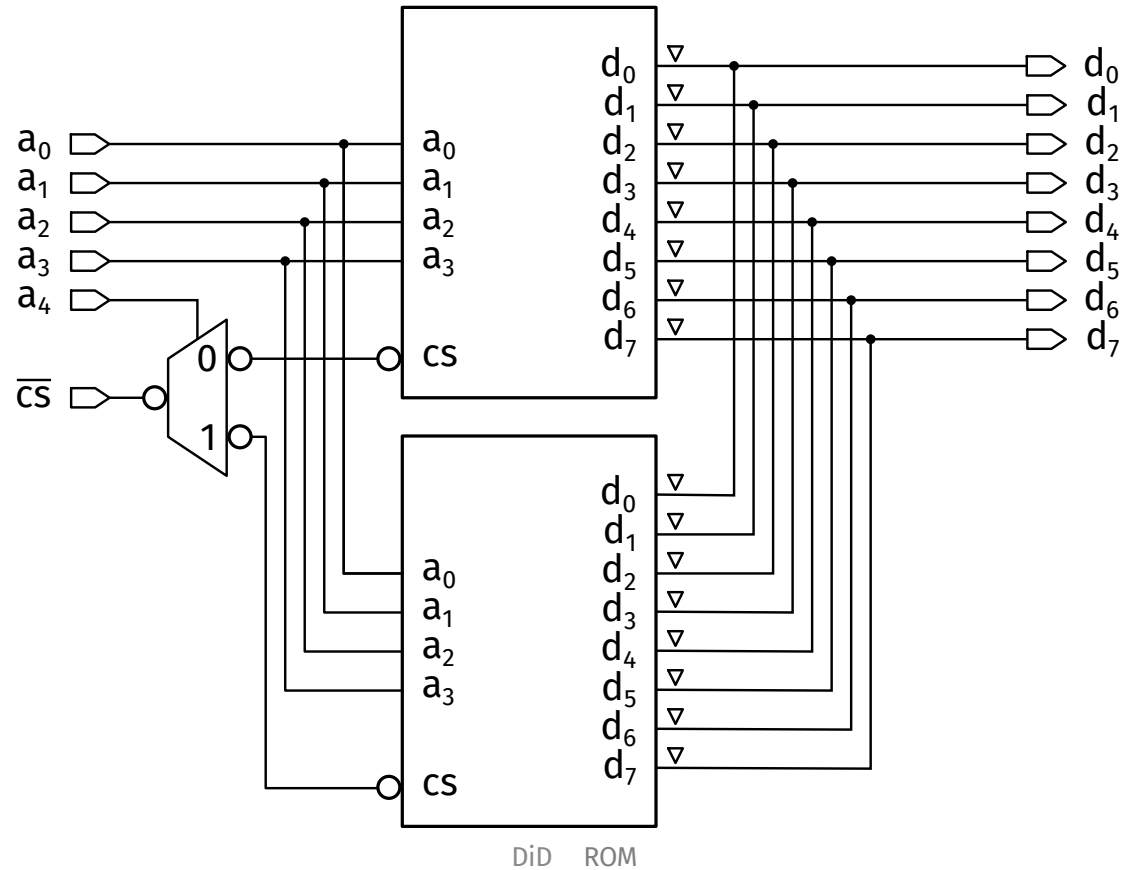 d₀ d₀
d₁ d₁
a₀ a₀ d₂ d₂
a₁ a₁ d₃ d₃
a₂ a₂ d₄ d₄
a₃ a₃ d₅ d₅
a₄ d₆ d₆
d₇ d₇
0 cs
c̅s̅
1
d₀
d₁
a₀ d₂
a₁ d₃
a₂ d₄
a₃ d₅
d₆
d₇
cs
DiD ROM